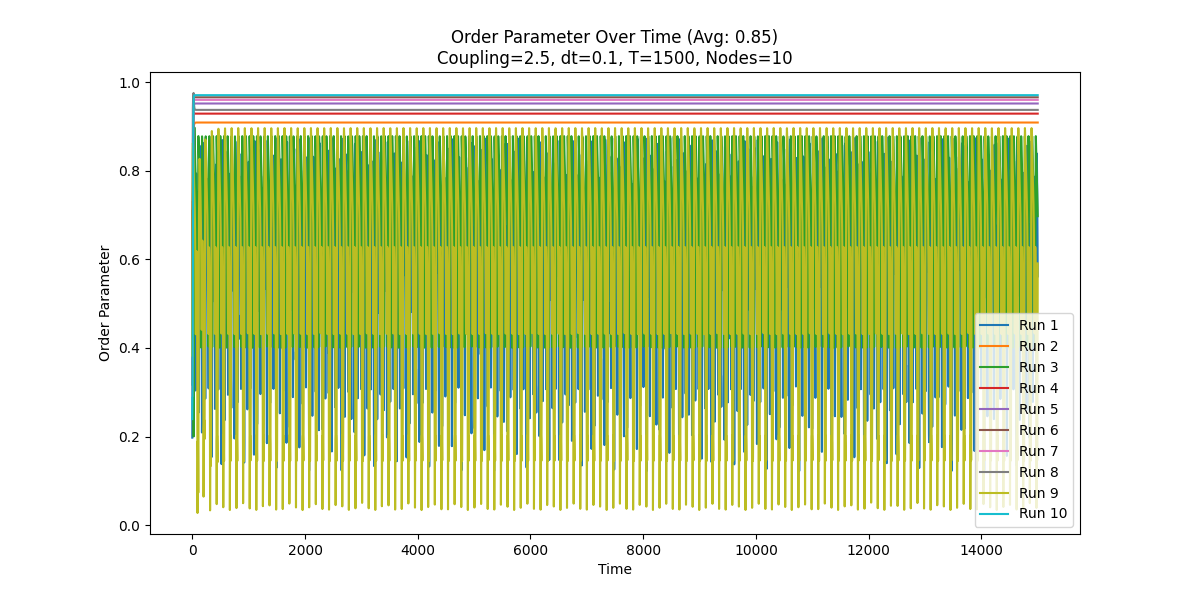 Order Parameter Over Time (Avg: 0.85)
Coupling=2.5, dt=0.1, T=1500, Nodes=10
Order Parameter
1.0
0.8
0.6
0.4
0.2
0.0
0
2000
4000
6000
8000
10000
12000
14000
Time
Run 1
Run 2
Run 3
Run 4
Run 5
Run 6
Run 7
Run 8
Run 9
Run 10